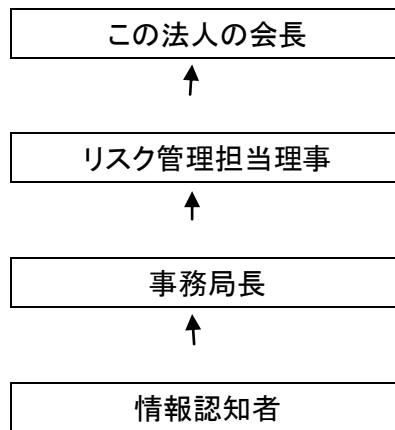 この法人の会長
リスク管理担当理事
事務局長
情報認知者